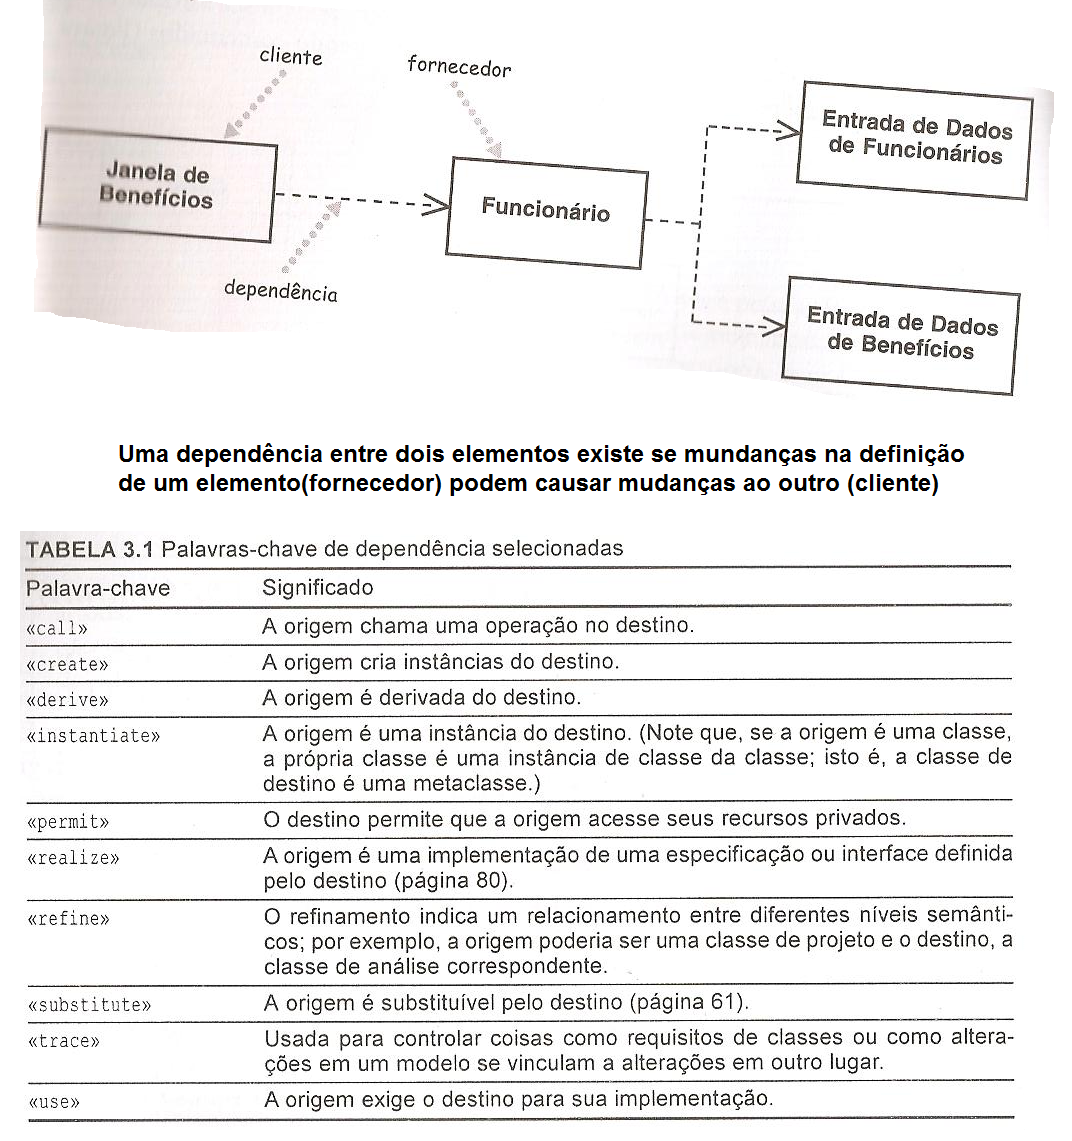 cliente
fornecedor
Janela de
Benefícios
Funcionário
Entrada de Dados
de Funcionários
dependência
Entrada de Dados
de Benefícios
Uma dependência entre dois elementos existe se mundanças na definição
de um elemento(fornecedor) podem causar mudanças ao outro (cliente)
TABELA 3.1 Palavras-chave de dependência selecionadas
Palavra-chave Significado
«call» A origem chama uma operação no destino.
«create» A origem cria instâncias do destino.
«derive» A origem é derivada do destino.
«instantiate» A origem é uma instância do destino. (Note que, se a origem é uma classe,
a própria classe é uma instância de classe da classe; isto é, a classe de
destino é uma metaclasse.)
«permit» O destino permite que a origem acesse seus recursos privados.
«realize» A origem é uma implementação de uma especificação ou interface definida
pelo destino (página 80).
«refine» O refinamento indica um relacionamento entre diferentes níveis semânti-
cos; por exemplo, a origem poderia ser uma classe de projeto e o destino, a
classe de análise correspondente.
«substitute» A origem é substituível pelo destino (página 61).
«trace» Usada para controlar coisas como requisitos de classes ou como altera-
ções em um modelo se vinculam a alterações em outro lugar.
«use» A origem exige o destino para sua implementação.